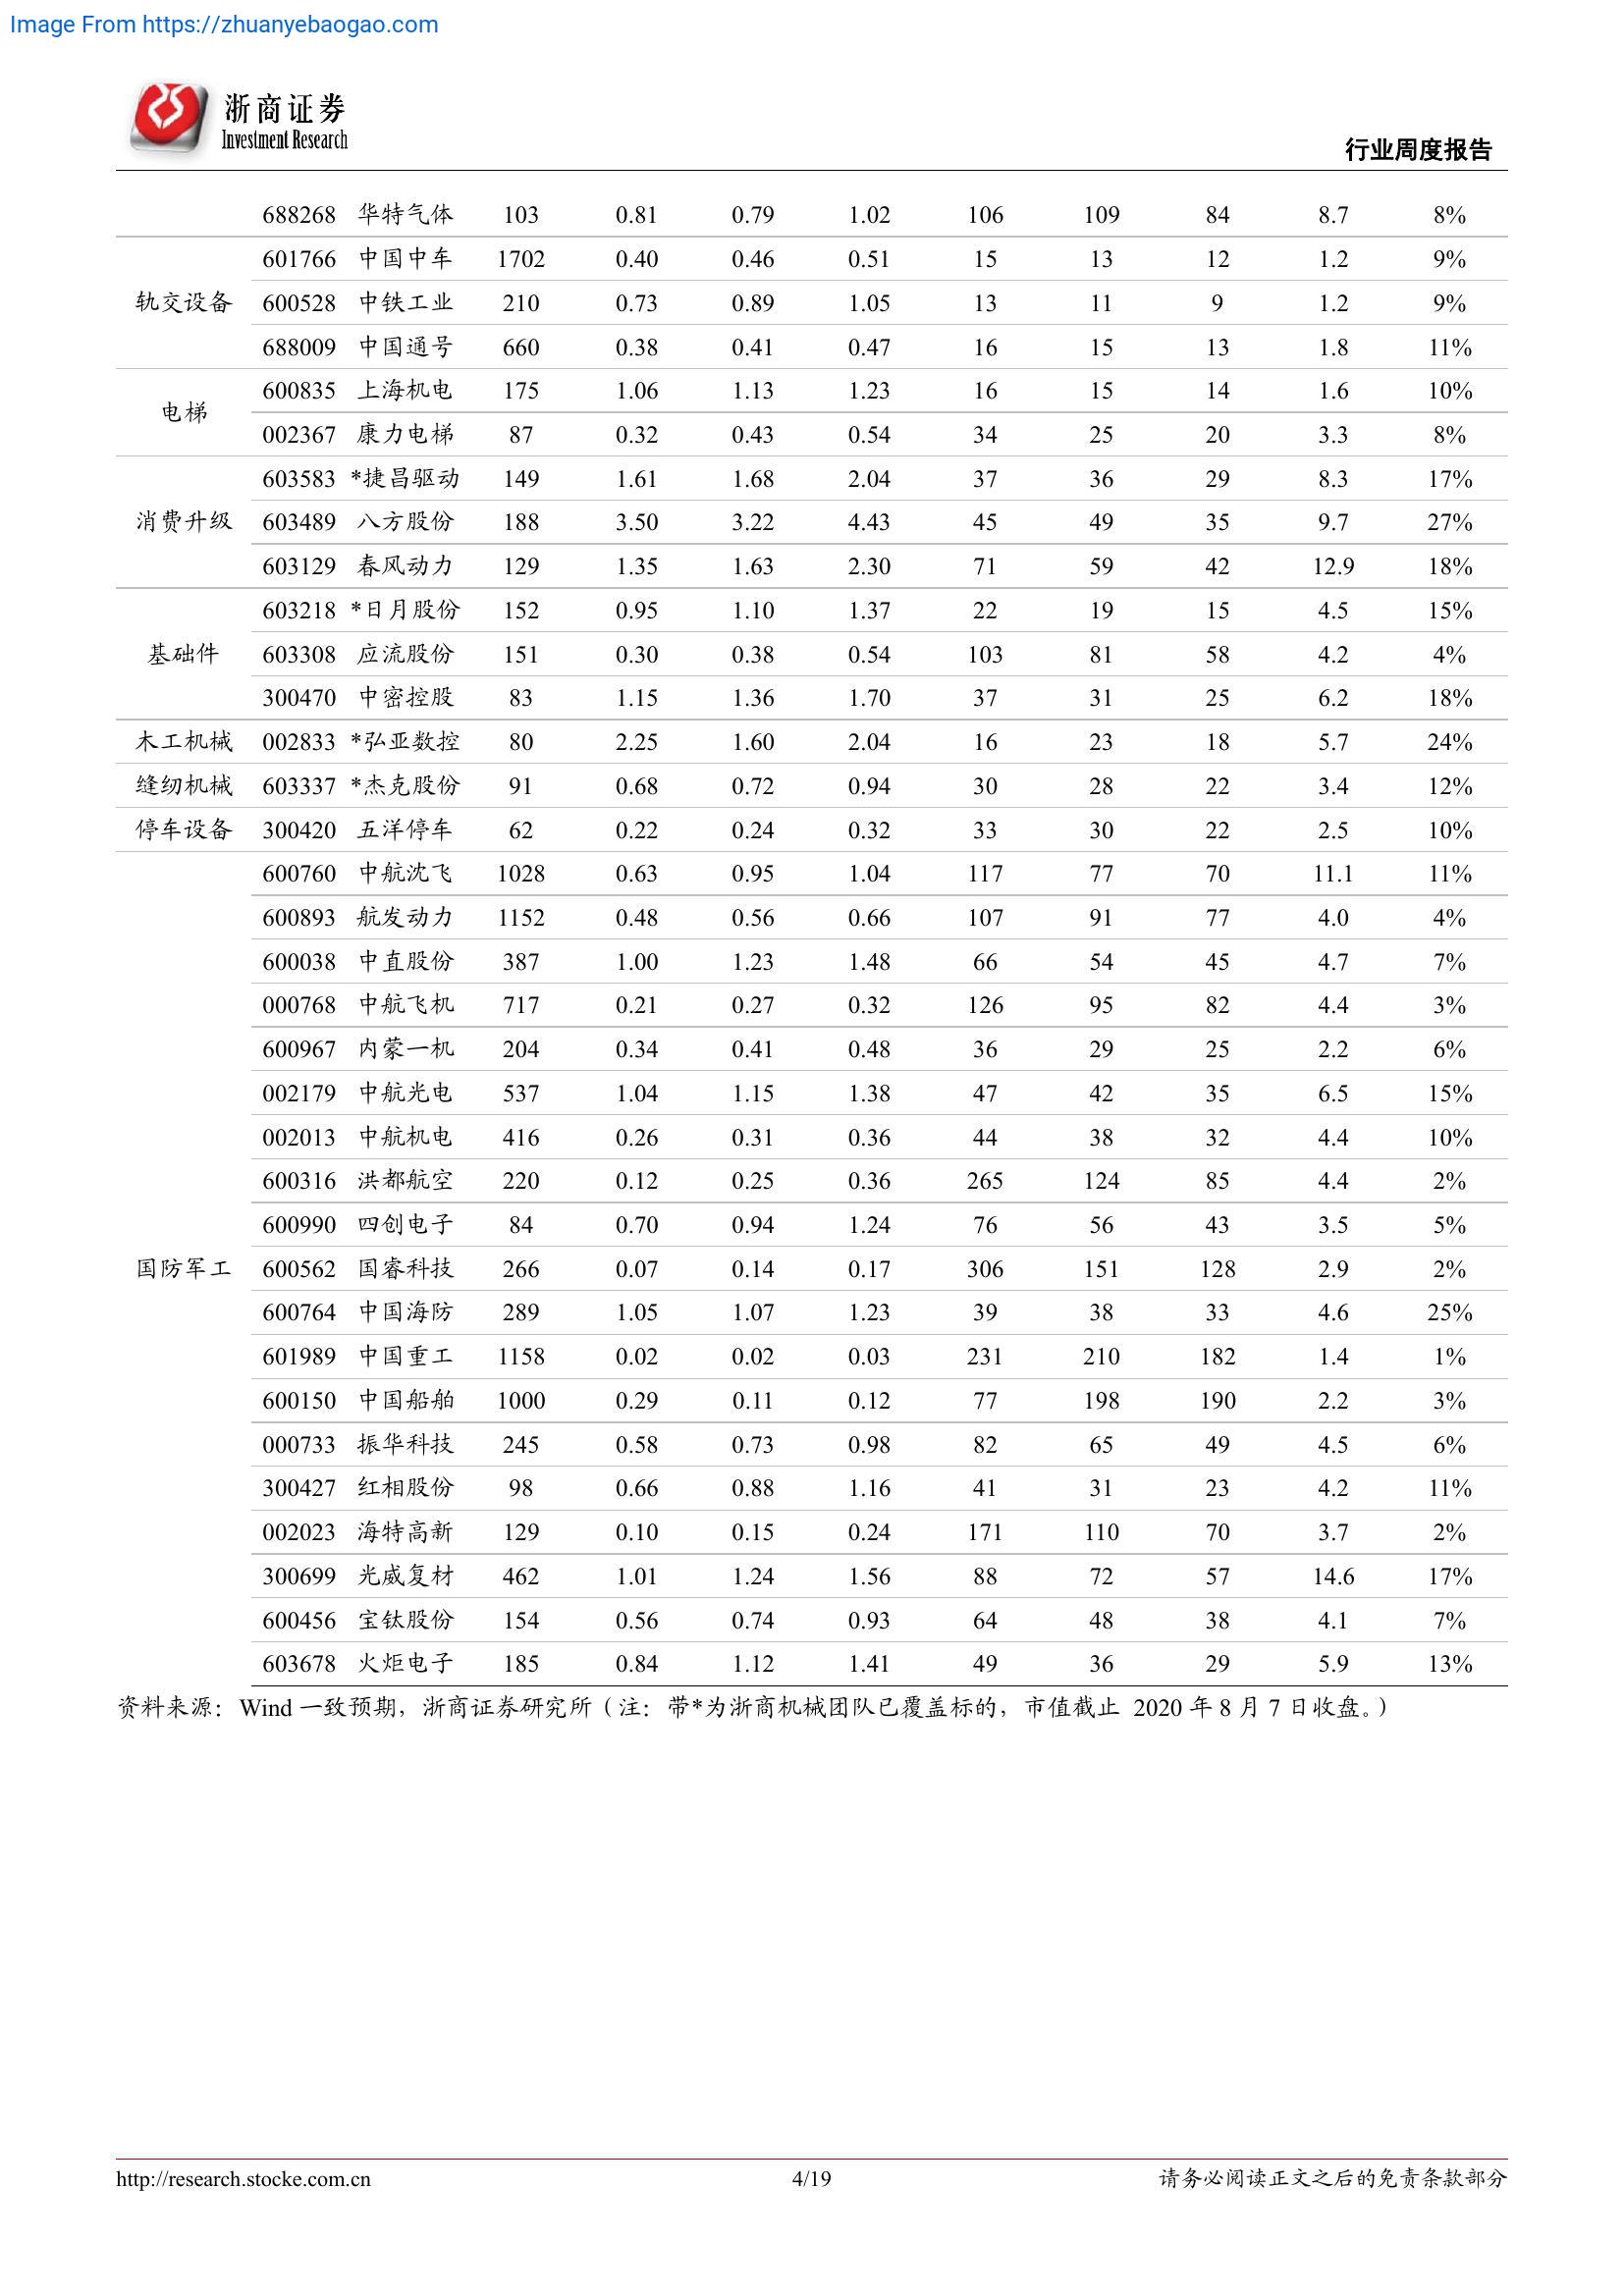 Image From https://zhuanyebaogao.com
浙商证券
Investment Research
行业周度报告
688268 华特气体 103 0.81 0.79 1.02 106 109 84 8.7 8%
601766 中国中车 1702 0.40 0.46 0.51 15 13 12 1.2 9%
轨交设备 600528 中铁工业 210 0.73 0.89 1.05 13 11 9 1.2 9%
688009 中国通号 660 0.38 0.41 0.47 16 15 13 1.8 11%
600835 上海机电 175 1.06 1.13 1.23 16 15 14 1.6 10%
电梯
002367 康力电梯 87 0.32 0.43 0.54 34 25 20 3.3 8%
603583 *捷昌驱动 149 1.61 1.68 2.04 37 36 29 8.3 17%
消费升级 603489 八方股份 188 3.50 3.22 4.43 45 49 35 9.7 27%
603129 春风动力 129 1.35 1.63 2.30 71 59 42 12.9 18%
603218 *日月股份 152 0.95 1.10 1.37 22 19 15 4.5 15%
基础件 603308 应流股份 151 0.30 0.38 0.54 103 81 58 4.2 4%
300470 中密控股 83 1.15 1.36 1.70 37 31 25 6.2 18%
木工机械 002833 *弘亚数控 80 2.25 1.60 2.04 16 23 18 5.7 24%
缝纫机械 603337 *杰克股份 91 0.68 0.72 0.94 30 28 22 3.4 12%
停车设备 300420 五洋停车 62 0.22 0.24 0.32 33 30 22 2.5 10%
600760 中航沈飞 1028 0.63 0.95 1.04 117 77 70 11.1 11%
600893 航发动力 1152 0.48 0.56 0.66 107 91 77 4.0 4%
600038 中直股份 387 1.00 1.23 1.48 66 54 45 4.7 7%
000768 中航飞机 717 0.21 0.27 0.32 126 95 82 4.4 3%
600967 内蒙一机 204 0.34 0.41 0.48 36 29 25 2.2 6%
002179 中航光电 537 1.04 1.15 1.38 47 42 35 6.5 15%
002013 中航机电 416 0.26 0.31 0.36 44 38 32 4.4 10%
600316 洪都航空 220 0.12 0.25 0.36 265 124 85 4.4 2%
600990 四创电子 84 0.70 0.94 1.24 76 56 43 3.5 5%
国防军工 600562 国睿科技 266 0.07 0.14 0.17 306 151 128 2.9 2%
600764 中国海防 289 1.05 1.07 1.23 39 38 33 4.6 25%
601989 中国重工 1158 0.02 0.02 0.03 231 210 182 1.4 1%
600150 中国船舶 1000 0.29 0.11 0.12 77 198 190 2.2 3%
000733 振华科技 245 0.58 0.73 0.98 82 65 49 4.5 6%
300427 红相股份 98 0.66 0.88 1.16 41 31 23 4.2 11%
002023 海特高新 129 0.10 0.15 0.24 171 110 70 3.7 2%
300699 光威复材 462 1.01 1.24 1.56 88 72 57 14.6 17%
600456 宝钛股份 154 0.56 0.74 0.93 64 48 38 4.1 7%
603678 火炬电子 185 0.84 1.12 1.41 49 36 29 5.9 13%
资料来源：Wind 一致预期，浙商证券研究所（注：带*为浙商机械团队已覆盖标的，市值截止 2020 年 8 月 7 日收盘。）
http://research.stocke.com.cn 4/19 请务必阅读正文之后的免责条款部分